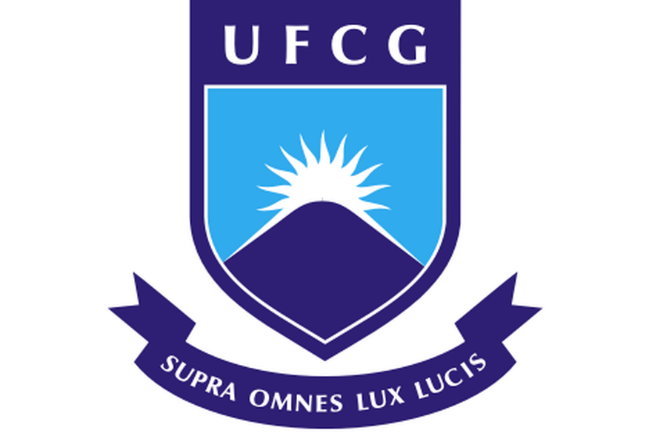 UFCG
SUPRA OMNES LUX LUCIS